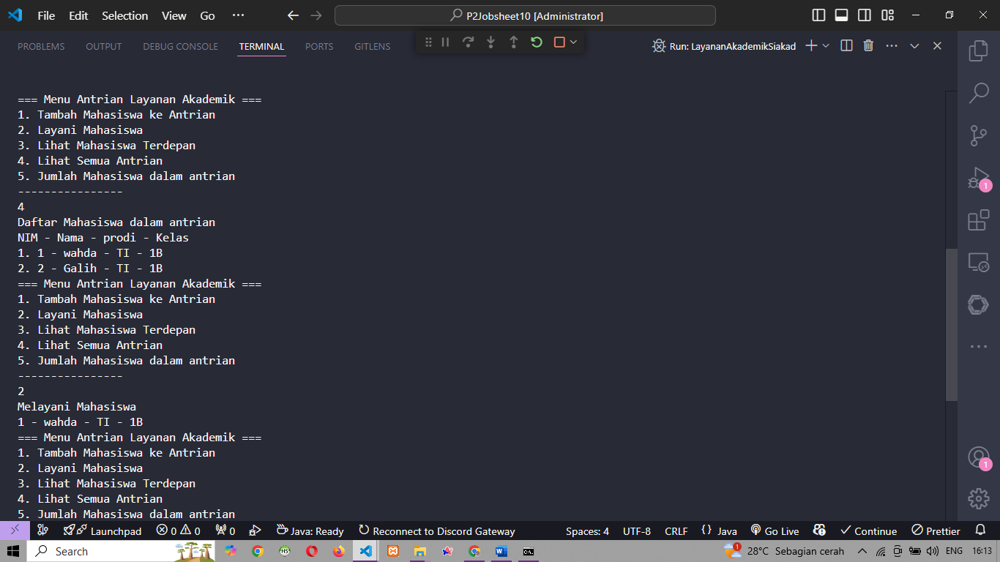 File Edit Selection View Go ··· P2Jobsheet10 [Administrator]
PROBLEMS OUTPUT DEBUG CONSOLE TERMINAL PORTS GITLENS Run: LayananAkademikSiakad
=== Menu Antrian Layanan Akademik ===
1. Tambah Mahasiswa ke Antrian
2. Layani Mahasiswa
3. Lihat Mahasiswa Terdepan
4. Lihat Semua Antrian
5. Jumlah Mahasiswa dalam antrian
----------------
4
Daftar Mahasiswa dalam antrian
NIM - Nama - prodi - Kelas
1. 1 - wahda - TI - 1B
2. 2 - Galih - TI - 1B
=== Menu Antrian Layanan Akademik ===
1. Tambah Mahasiswa ke Antrian
2. Layani Mahasiswa
3. Lihat Mahasiswa Terdepan
4. Lihat Semua Antrian
5. Jumlah Mahasiswa dalam antrian
----------------
2
Melayani Mahasiswa
1 - wahda - TI - 1B
=== Menu Antrian Layanan Akademik ===
1. Tambah Mahasiswa ke Antrian
2. Layani Mahasiswa
3. Lihat Mahasiswa Terdepan
4. Lihat Semua Antrian
5. Jumlah Mahasiswa dalam antrian
1
1
Launchpad 0 0 0 Java: Ready Reconnect to Discord Gateway Spaces: 4 UTF-8 CRLF {} Java Go Live Continue Prettier
Search HS 1 28°C Sebagian cerah ENG 16:13